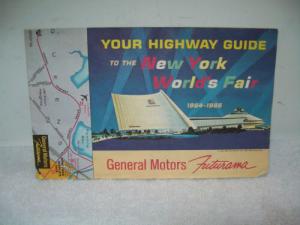 YOUR HIGHWAY GUIDE
TO THE New York
World's Fair
1964-1965
General Motors Futurama